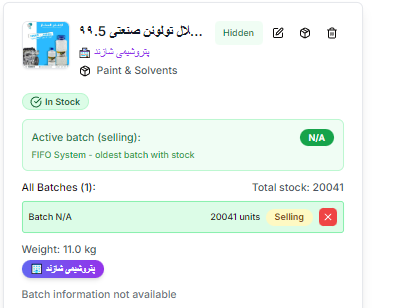 لال تولوئن صنعتی ۹۹.5...
Hidden
پتروشیمی شازند
Paint & Solvents
In Stock
Active batch (selling):
N/A
FIFO System - oldest batch with stock
All Batches (1):
Total stock: 20041
Batch N/A
20041 units
Selling
Weight: 11.0 kg
پتروشیمی شازند
Batch information not available